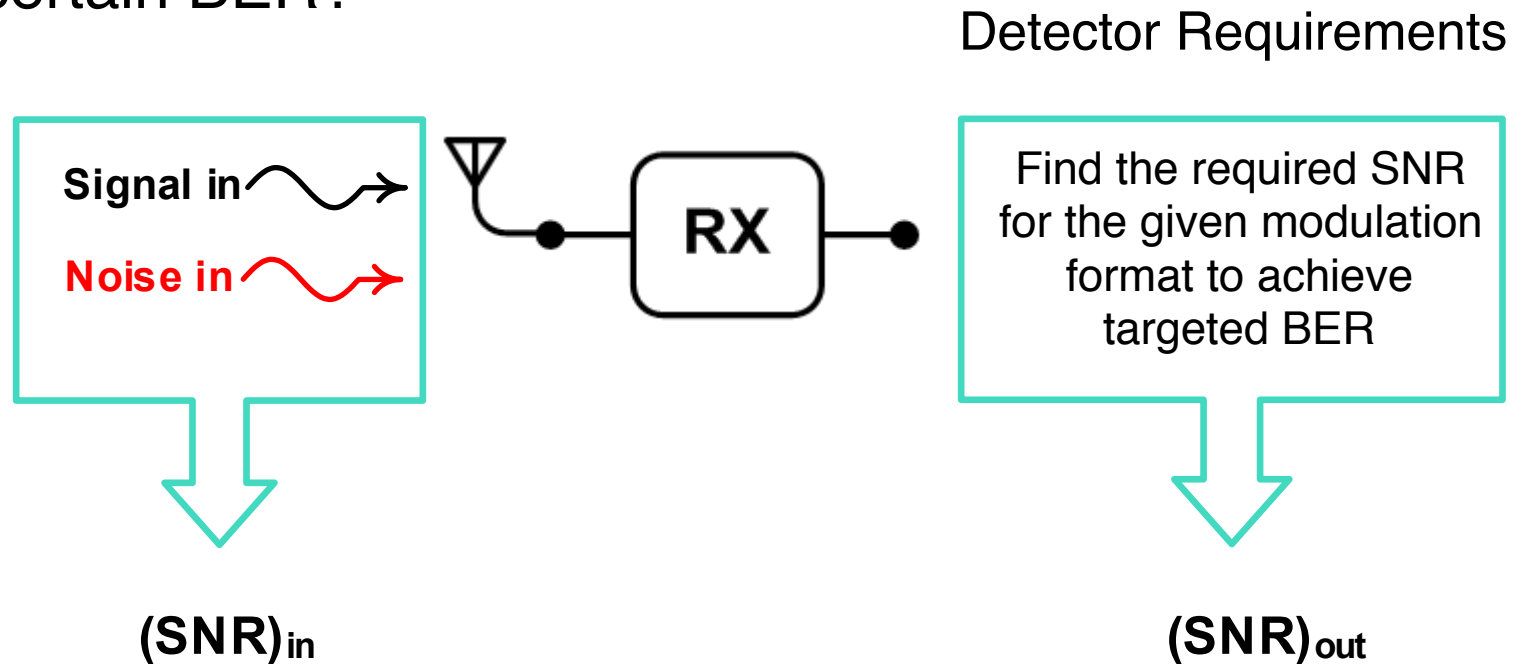 BER?
Detector Requirements
Signal in
Noise in
RX
Find the required SNR
for the given modulation
format to achieve
targeted BER
(SNR)in
(SNR)out